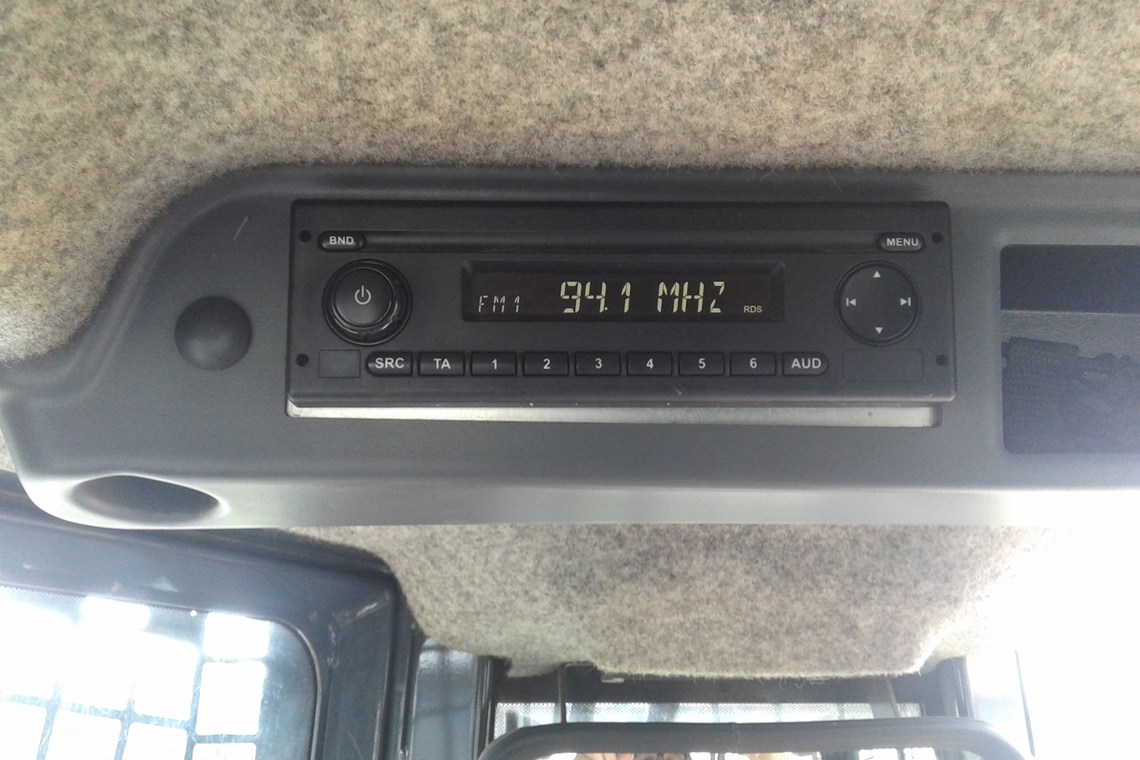 BND MENU
FM1 94.1 MHZ RDS
SRC TA 1 2 3 4 5 6 AUD